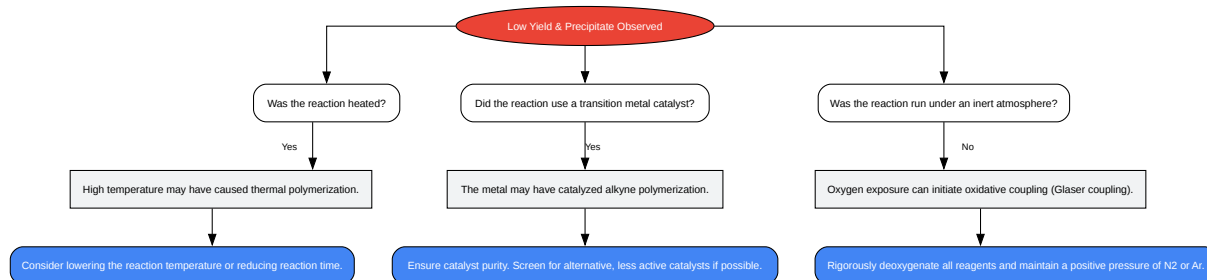 Low Yield & Precipitate Observed
Was the reaction heated?
Did the reaction use a transition metal catalyst?
Was the reaction run under an inert atmosphere?
Yes
Yes
No
High temperature may have caused thermal polymerization.
The metal may have catalyzed alkyne polymerization.
Oxygen exposure can initiate oxidative coupling (Glaser coupling).
Consider lowering the reaction temperature or reducing reaction time.
Ensure catalyst purity. Screen for alternative, less active catalysts if possible.
Rigorously deoxygenate all reagents and maintain a positive pressure of N2 or Ar.